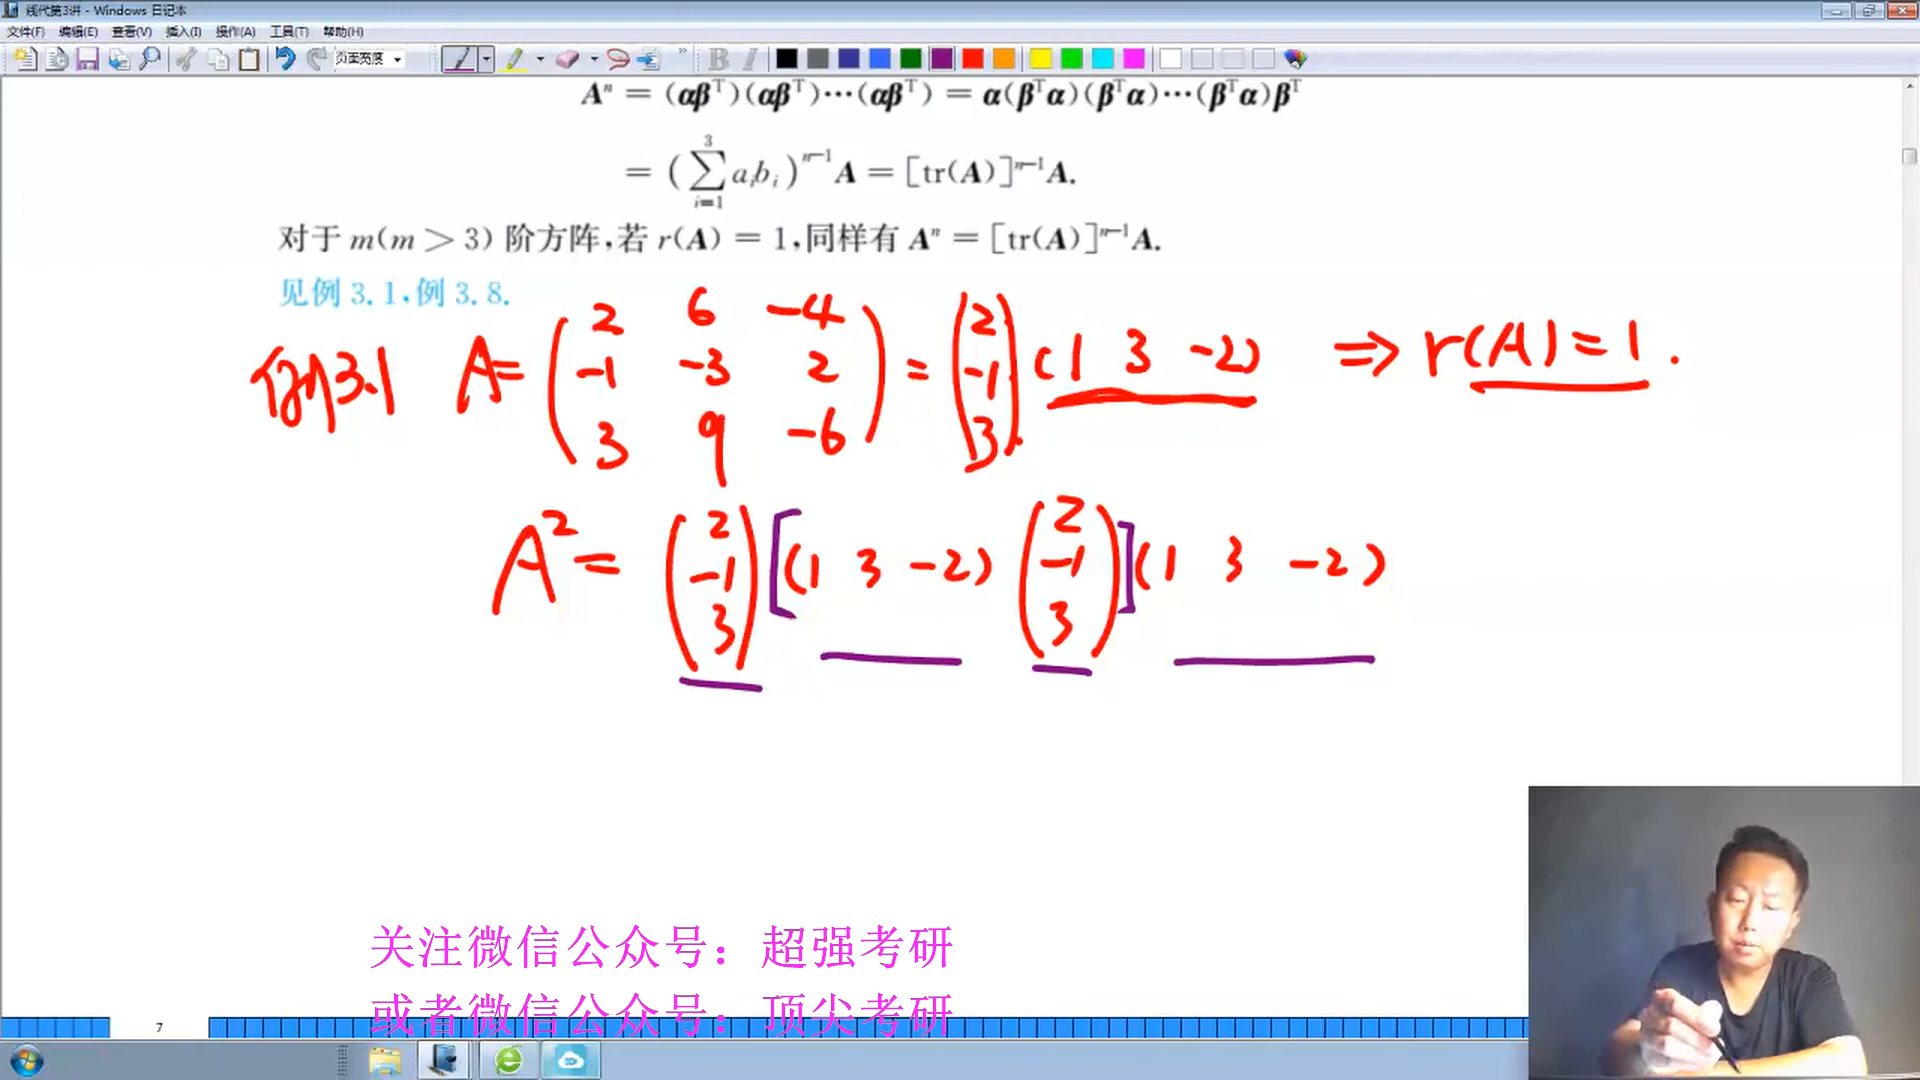 线代第3讲 - Windows 日记本
文件(F) 编辑(E) 查看(V) 插入(I) 操作(A) 工具(T) 帮助(H)
页面宽度
B I
Aⁿ = (αβᵀ)(αβᵀ)⋯(αβᵀ) = α(βᵀα)(βᵀα)⋯(βᵀα)βᵀ
= (∑_{i=1}^{3} aᵢbᵢ)ⁿ⁻¹A = [tr(A)]ⁿ⁻¹A.
对于 m(m > 3) 阶方阵,若 r(A) = 1,同样有 Aⁿ = [tr(A)]ⁿ⁻¹A.
见例 3.1,例 3.8.
例3.1 A = (2 6 -4; -1 -3 2; 3 9 -6) = (2; -1; 3)(1 3 -2) ⇒ r(A) = 1.
A² = (2; -1; 3)[(1 3 -2)(2; -1; 3)](1 3 -2)
关注微信公众号：超强考研
或者微信公众号：顶尖考研
7